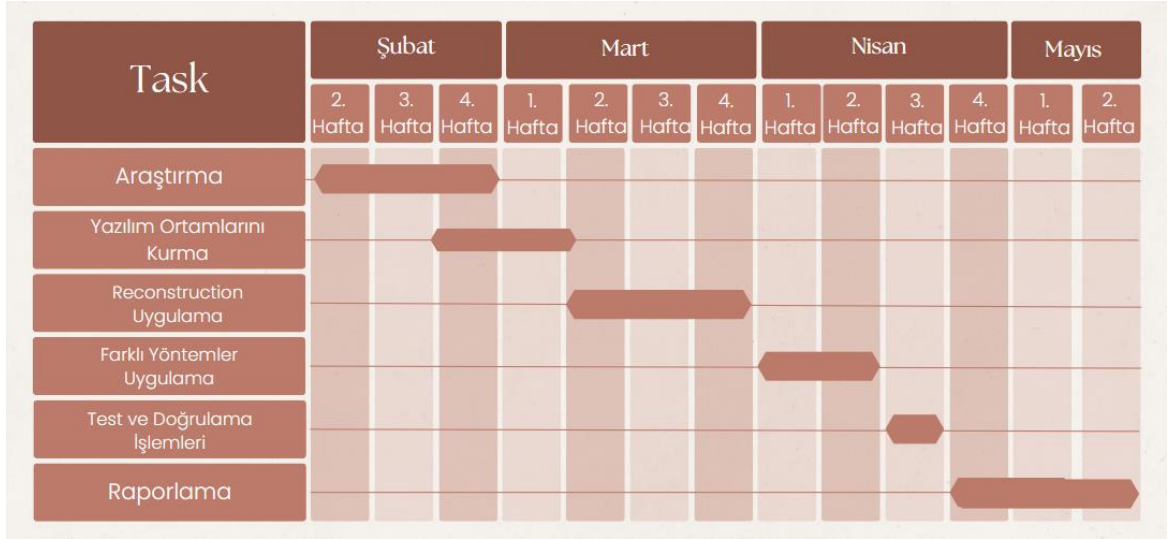 Task
Şubat
Mart
Nisan
Mayıs
2.
Hafta
3.
Hafta
4.
Hafta
1.
Hafta
2.
Hafta
3.
Hafta
4.
Hafta
1.
Hafta
2.
Hafta
3.
Hafta
4.
Hafta
1.
Hafta
2.
Hafta
Araştırma
Yazılım Ortamlarını
Kurma
Reconstruction
Uygulama
Farklı Yöntemler
Uygulama
Test ve Doğrulama
İşlemleri
Raporlama